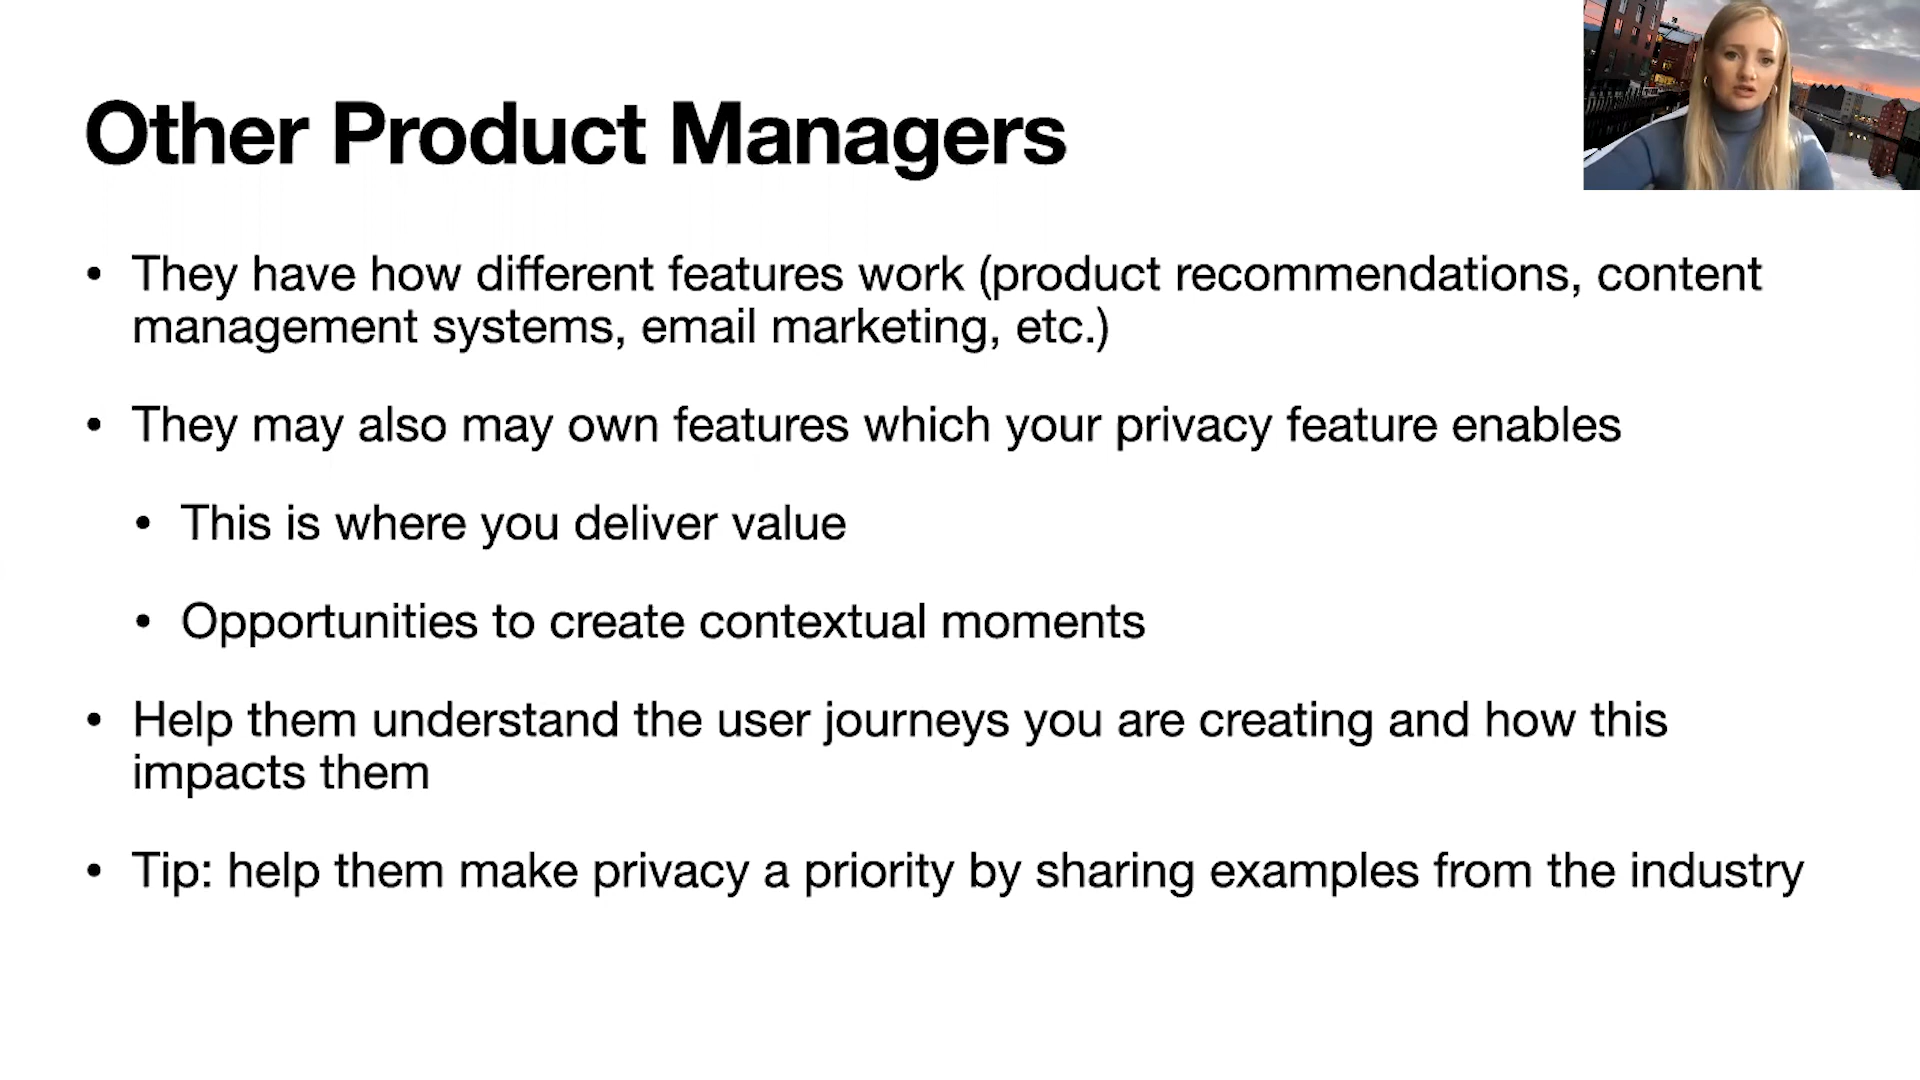 Other Product Managers
• They have how different features work (product recommendations, content
management systems, email marketing, etc.)
• They may also may own features which your privacy feature enables
• This is where you deliver value
• Opportunities to create contextual moments
• Help them understand the user journeys you are creating and how this
impacts them
• Tip: help them make privacy a priority by sharing examples from the industry